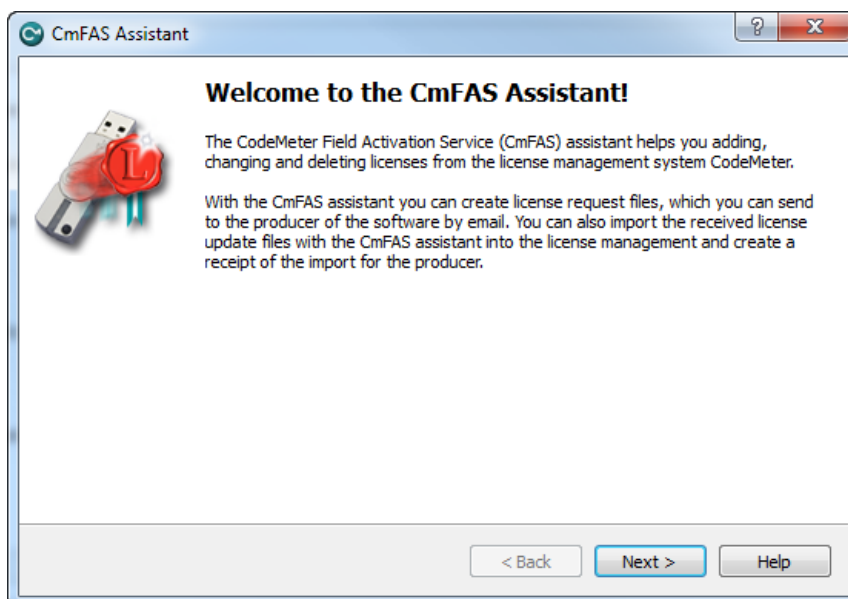 CmFAS Assistant
Welcome to the CmFAS Assistant!
The CodeMeter Field Activation Service (CmFAS) assistant helps you adding,
changing and deleting licenses from the license management system CodeMeter.
With the CmFAS assistant you can create license request files, which you can send
to the producer of the software by email. You can also import the received license
update files with the CmFAS assistant into the license management and create a
receipt of the import for the producer.
L
< Back
Next >
Help